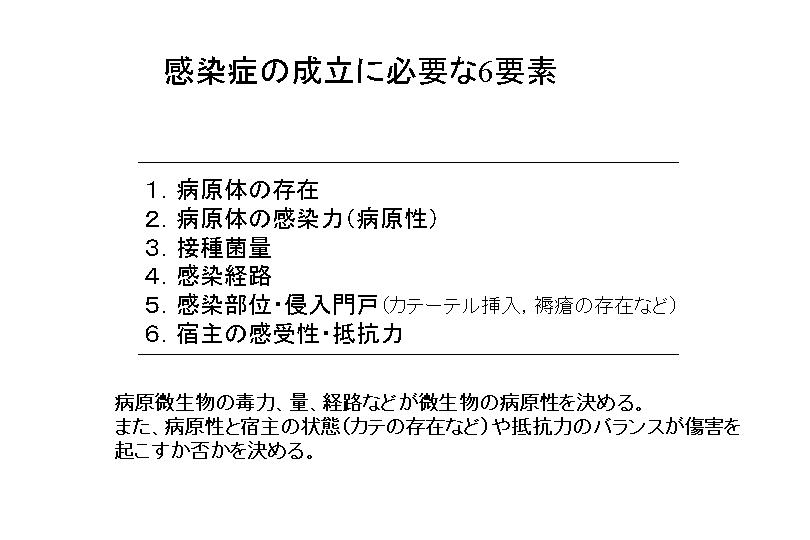 感染症の成立に必要な6要素
１．病原体の存在
２．病原体の感染力（病原性）
３．接種菌量
４．感染経路
５．感染部位・侵入門戸（カテーテル挿入，褥瘡の存在など）
６．宿主の感受性・抵抗力
病原微生物の毒力、量、経路などが微生物の病原性を決める。
また、病原性と宿主の状態（カテの存在など）や抵抗力のバランスが傷害を
起こすか否かを決める。